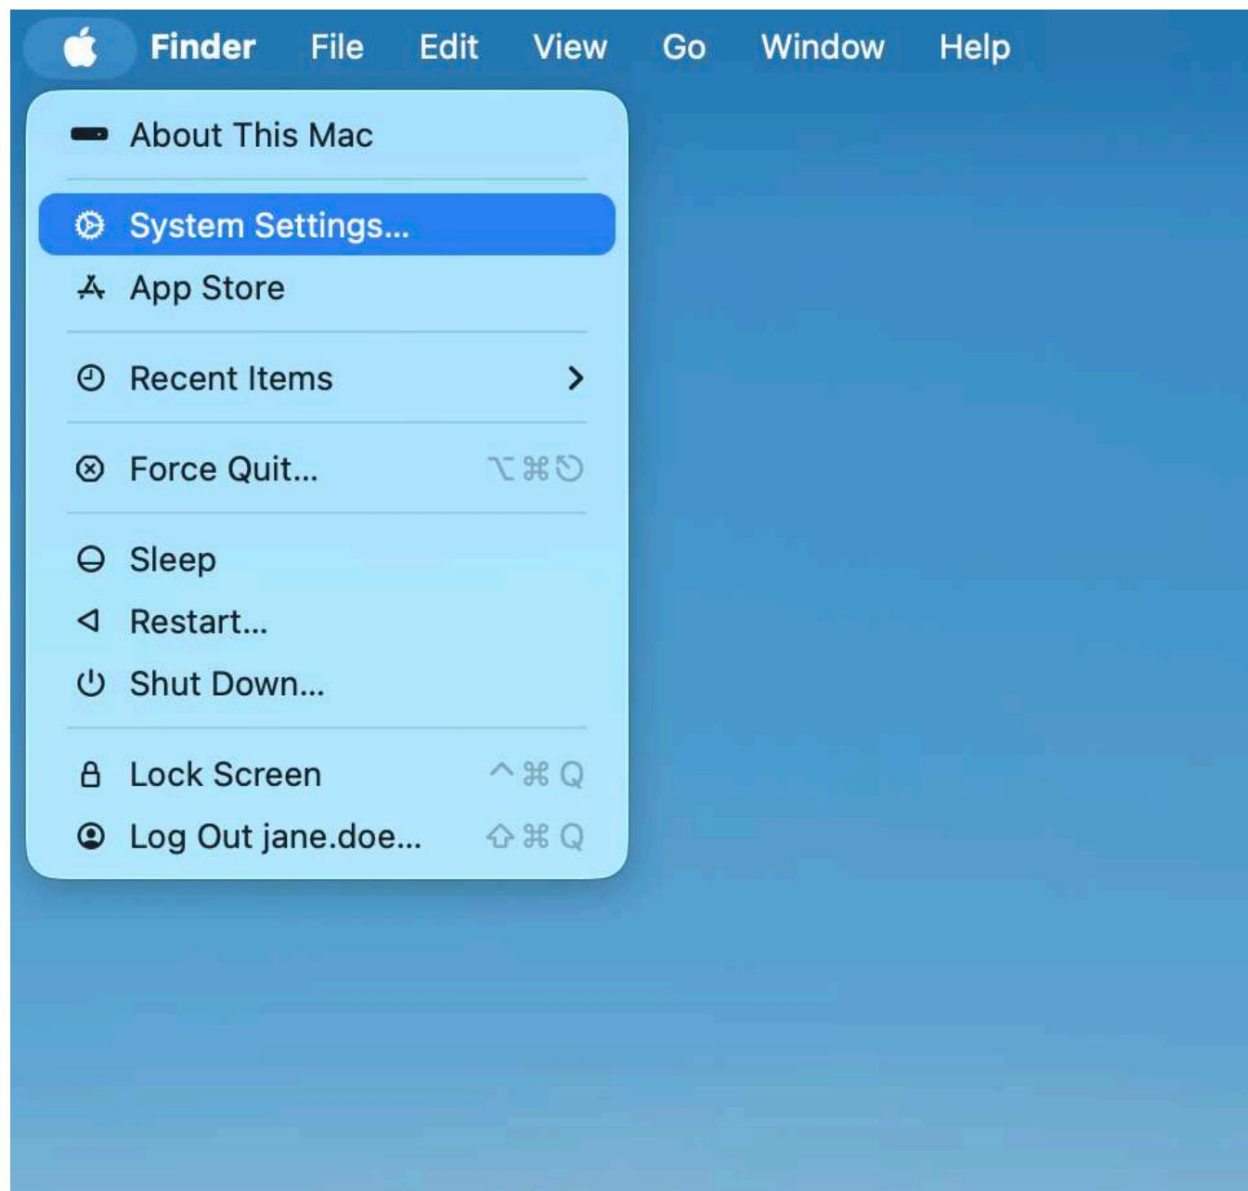 Finder File Edit View Go Window Help
About This Mac
System Settings...
App Store
Recent Items
Force Quit... ⌥⌘⎋
Sleep
Restart...
Shut Down...
Lock Screen ^⌘Q
Log Out jane.doe... ⇧⌘Q